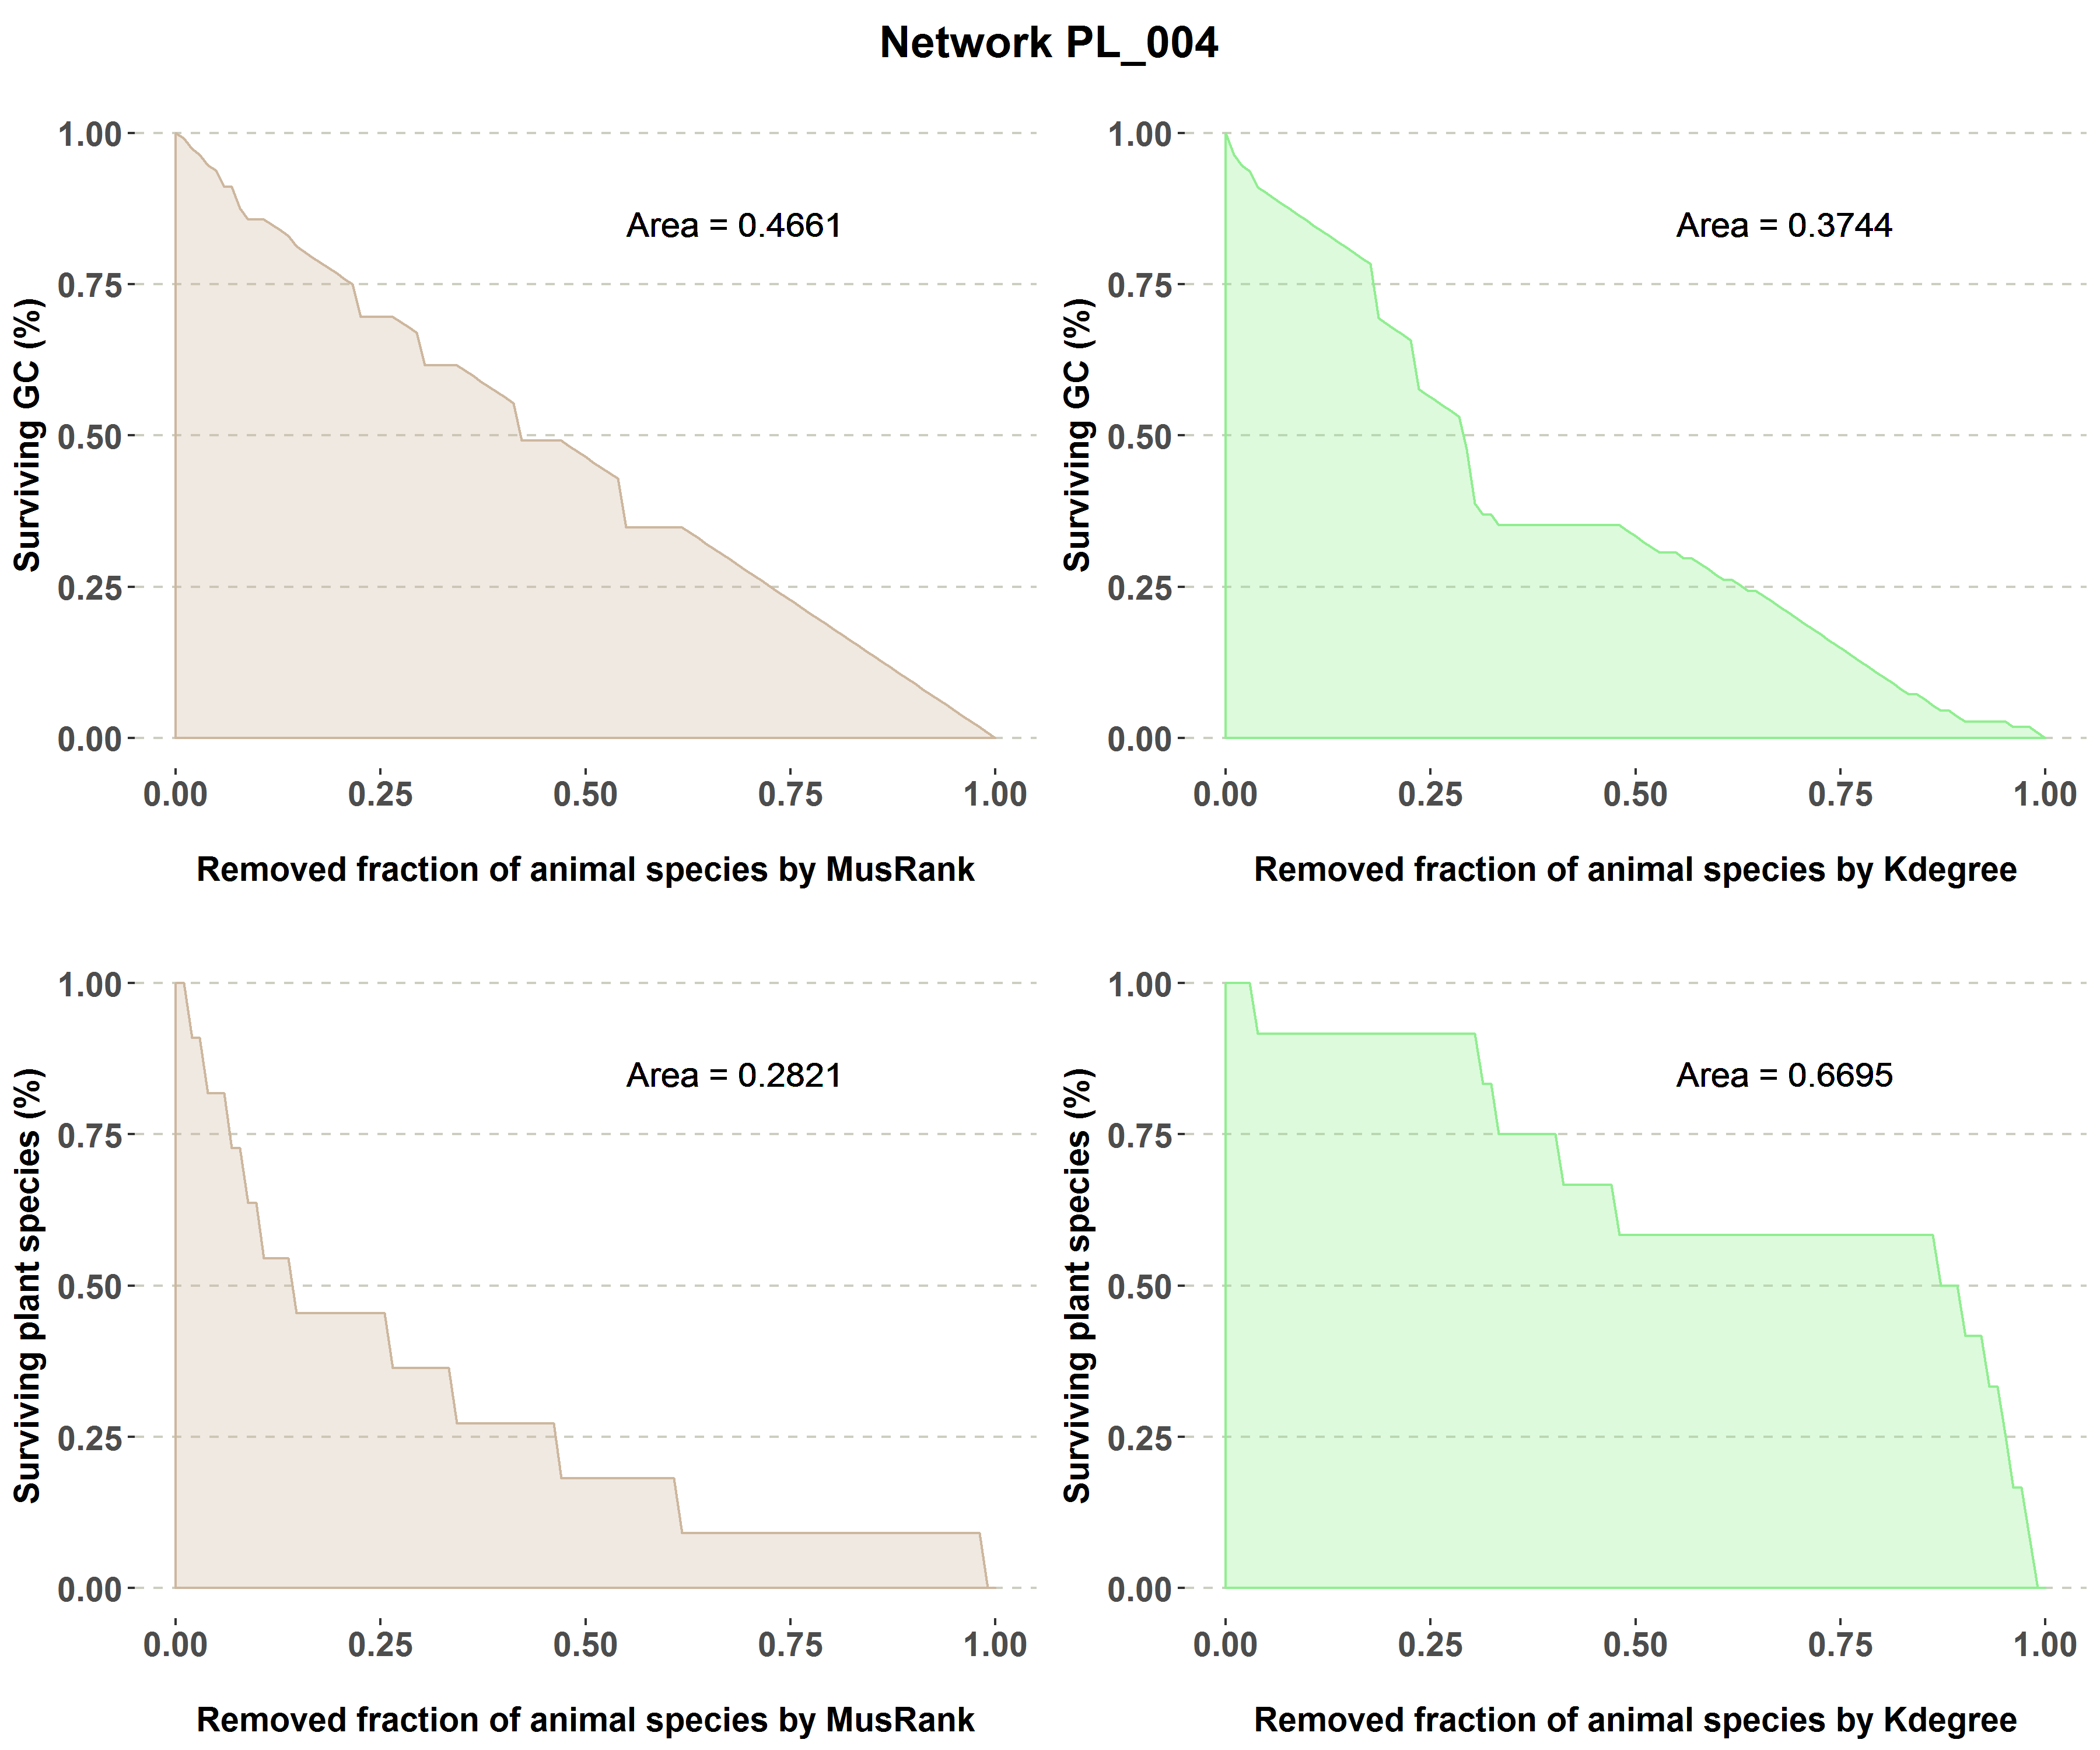 Network PL_004
Surviving GC (%)
1.00
0.75
0.50
0.25
0.00
Area = 0.4661
0.00 0.25 0.50 0.75 1.00
Removed fraction of animal species by MusRank
Surviving GC (%)
1.00
0.75
0.50
0.25
0.00
Area = 0.3744
0.00 0.25 0.50 0.75 1.00
Removed fraction of animal species by Kdegree
Surviving plant species (%)
1.00
0.75
0.50
0.25
0.00
Area = 0.2821
0.00 0.25 0.50 0.75 1.00
Removed fraction of animal species by MusRank
Surviving plant species (%)
1.00
0.75
0.50
0.25
0.00
Area = 0.6695
0.00 0.25 0.50 0.75 1.00
Removed fraction of animal species by Kdegree